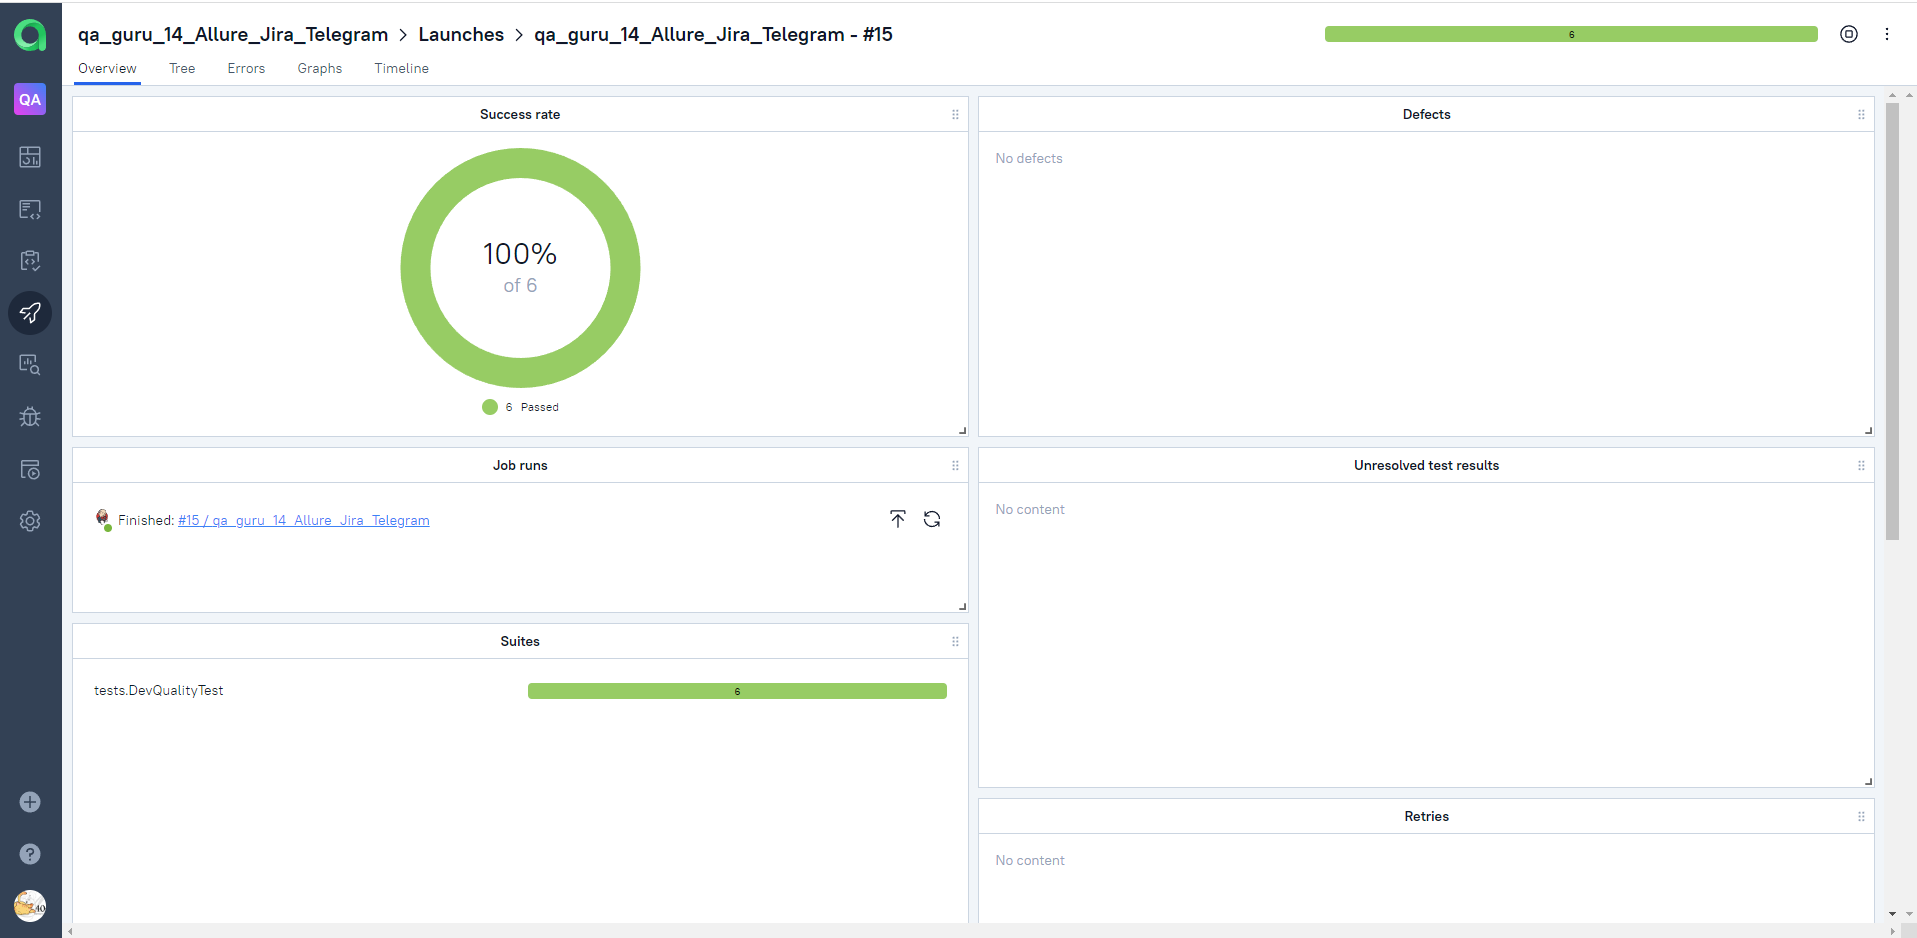 qa_guru_14_Allure_Jira_Telegram > Launches > qa_guru_14_Allure_Jira_Telegram - #15
6
Overview Tree Errors Graphs Timeline
QA
Success rate
100%
of 6
6 Passed
Defects
No defects
Job runs
Finished: #15 / qa_guru_14_Allure_Jira_Telegram
Unresolved test results
No content
Suites
tests.DevQualityTest 6
Retries
No content
?
40